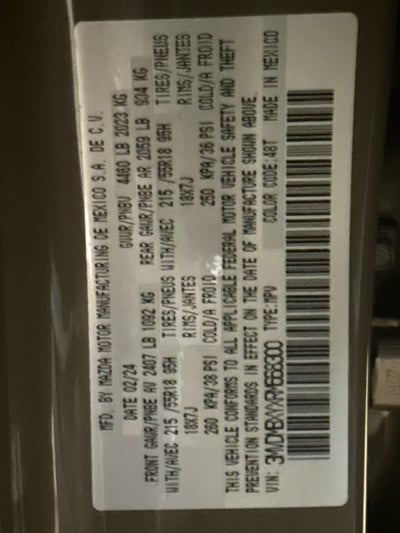 MFD. BY MAZDA MOTOR MANUFACTURING DE MEXICO S.A. DE C.V.
DATE 02/24 GVWR/PNBV 4460 LB 2023 KG
FRONT GAWR/PNBE AV 2407 LB 1092 KG REAR GAWR/PNBE AR 2059 LB 934 KG
WITH/AVEC 215 /55R18 95H TIRES/PNEUS WITH/AVEC 215 /55R18 95H TIRES/PNEUS
18X7J RIMS/JANTES 18X7J RIMS/JANTES
260 KPA/38 PSI COLD/A FROID 250 KPA/36 PSI COLD/A FROID
THIS VEHICLE CONFORMS TO ALL APPLICABLE FEDERAL MOTOR VEHICLE SAFETY AND THEFT
PREVENTION STANDARDS IN EFFECT ON THE DATE OF MANUFACTURE SHOWN ABOVE.
VIN: TYPE:MPV COLOR CODE:48T MADE IN MEXICO